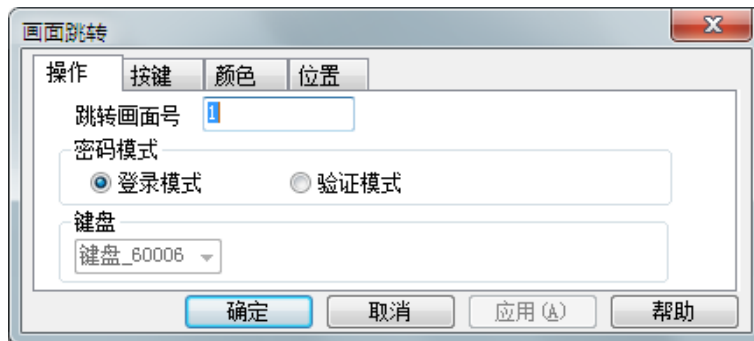 画面跳转
操作 按键 颜色 位置
跳转画面号 1
密码模式
登录模式 验证模式
键盘
键盘_60006
确定 取消 应用(A) 帮助